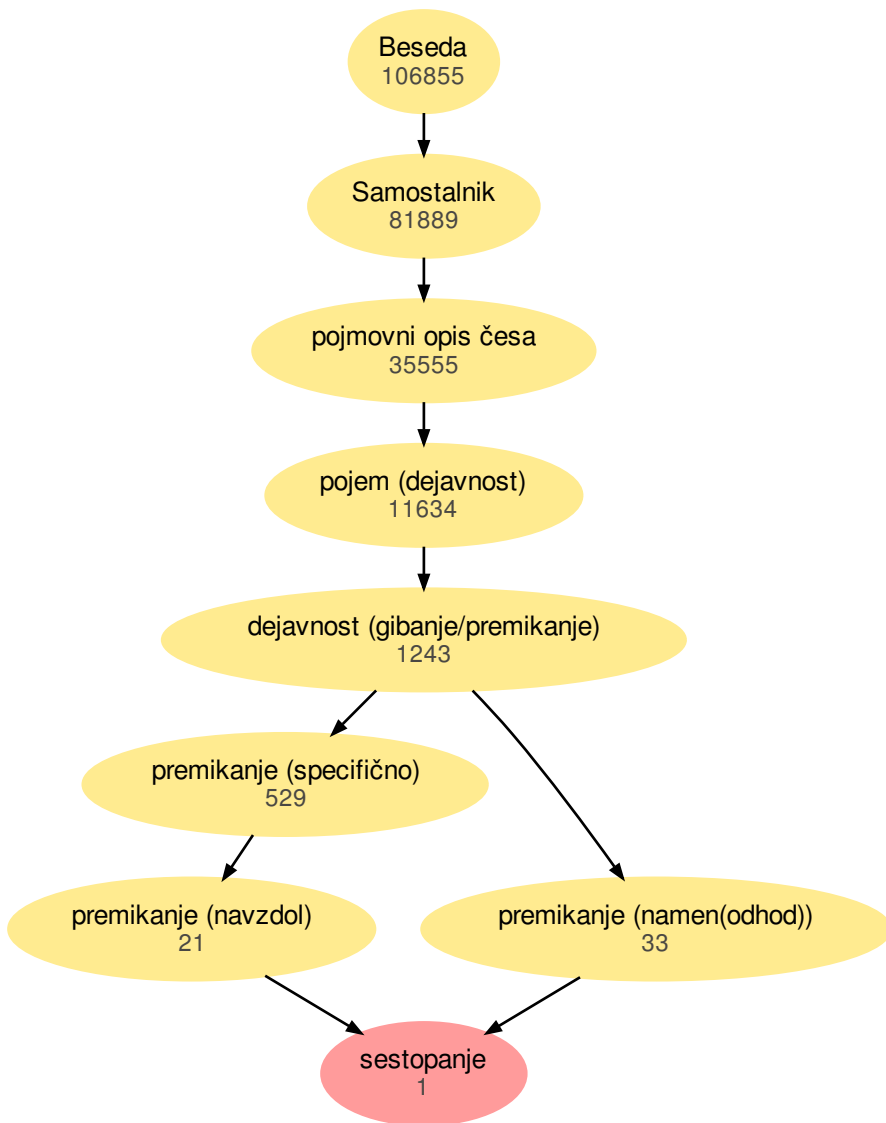 Beseda
106855
Samostalnik
81889
pojmovni opis česa
35555
pojem (dejavnost)
11634
dejavnost (gibanje/premikanje)
1243
premikanje (specifično)
529
premikanje (navzdol)
21
premikanje (namen(odhod))
33
sestopanje
1